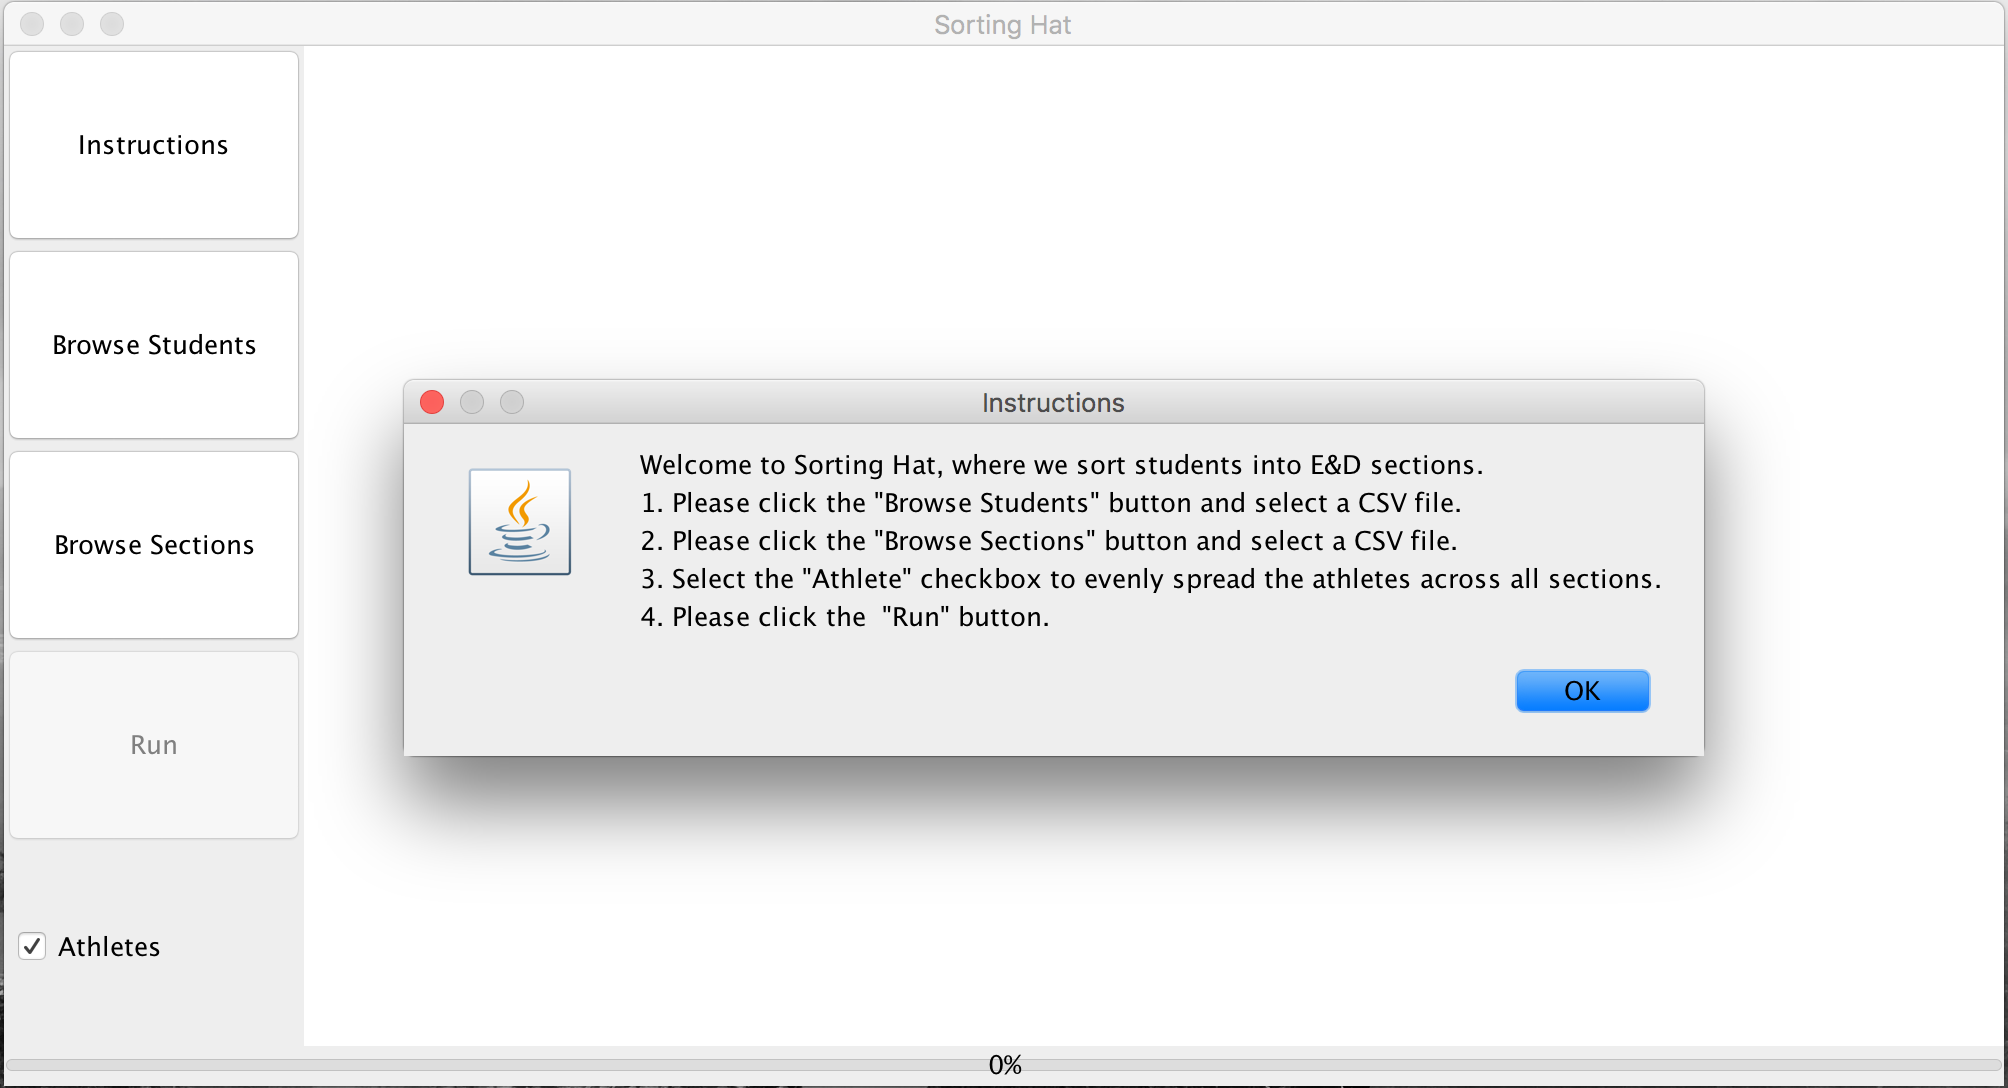 Sorting Hat
Instructions
Browse Students
Browse Sections
Run
Athletes
Instructions
Welcome to Sorting Hat, where we sort students into E&D sections.
1. Please click the "Browse Students" button and select a CSV file.
2. Please click the "Browse Sections" button and select a CSV file.
3. Select the "Athlete" checkbox to evenly spread the athletes across all sections.
4. Please click the  "Run" button.
OK
0%